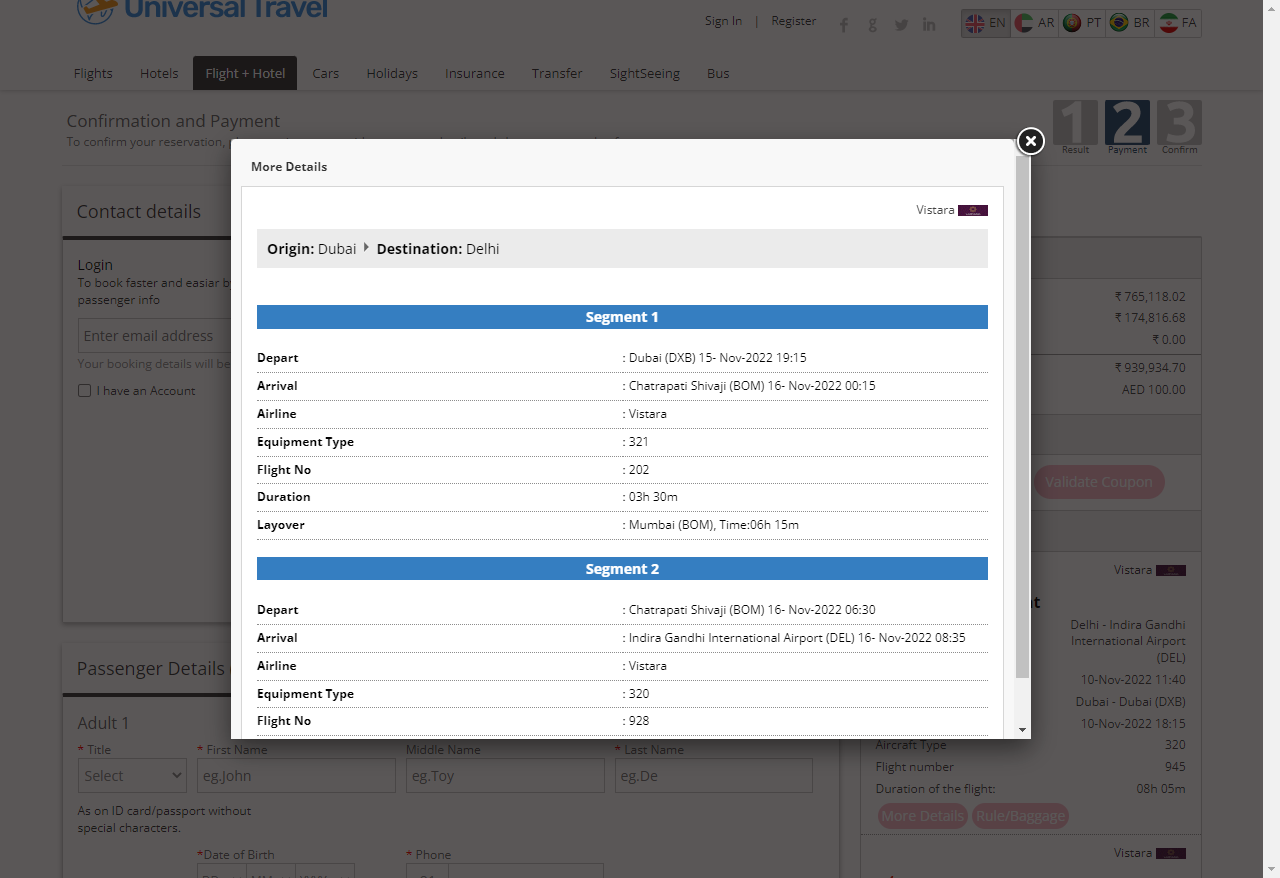 Universal Travel
Sign In | Register
EN AR PT BR FA
Flights Hotels Flight + Hotel Cars Holidays Insurance Transfer SightSeeing Bus
Confirmation and Payment
To confirm your reservation,
1 2 3
Result Payment Confirm
More Details
Vistara
Origin: Dubai Destination: Delhi
Segment 1
Depart : Dubai (DXB) 15- Nov-2022 19:15
Arrival : Chatrapati Shivaji (BOM) 16- Nov-2022 00:15
Airline : Vistara
Equipment Type : 321
Flight No : 202
Duration : 03h 30m
Layover : Mumbai (BOM), Time:06h 15m
Segment 2
Depart : Chatrapati Shivaji (BOM) 16- Nov-2022 06:30
Arrival : Indira Gandhi International Airport (DEL) 16- Nov-2022 08:35
Airline : Vistara
Equipment Type : 320
Flight No : 928
Contact details
Login
To book faster and easiar
passenger info
Enter email address
Your booking details will be
I have an Account
Passenger Details
Adult 1
* Title * First Name Middle Name * Last Name
Select eg.John eg.Toy eg.De
As on ID card/passport without
special characters.
*Date of Birth * Phone
₹ 765,118.02
₹ 174,816.68
₹ 0.00
₹ 939,934.70
AED 100.00
Validate Coupon
Vistara
Delhi - Indira Gandhi
International Airport
(DEL)
10-Nov-2022 11:40
Dubai - Dubai (DXB)
10-Nov-2022 18:15
Aircraft Type 320
Flight number 945
Duration of the flight: 08h 05m
More Details Rule/Baggage
Vistara